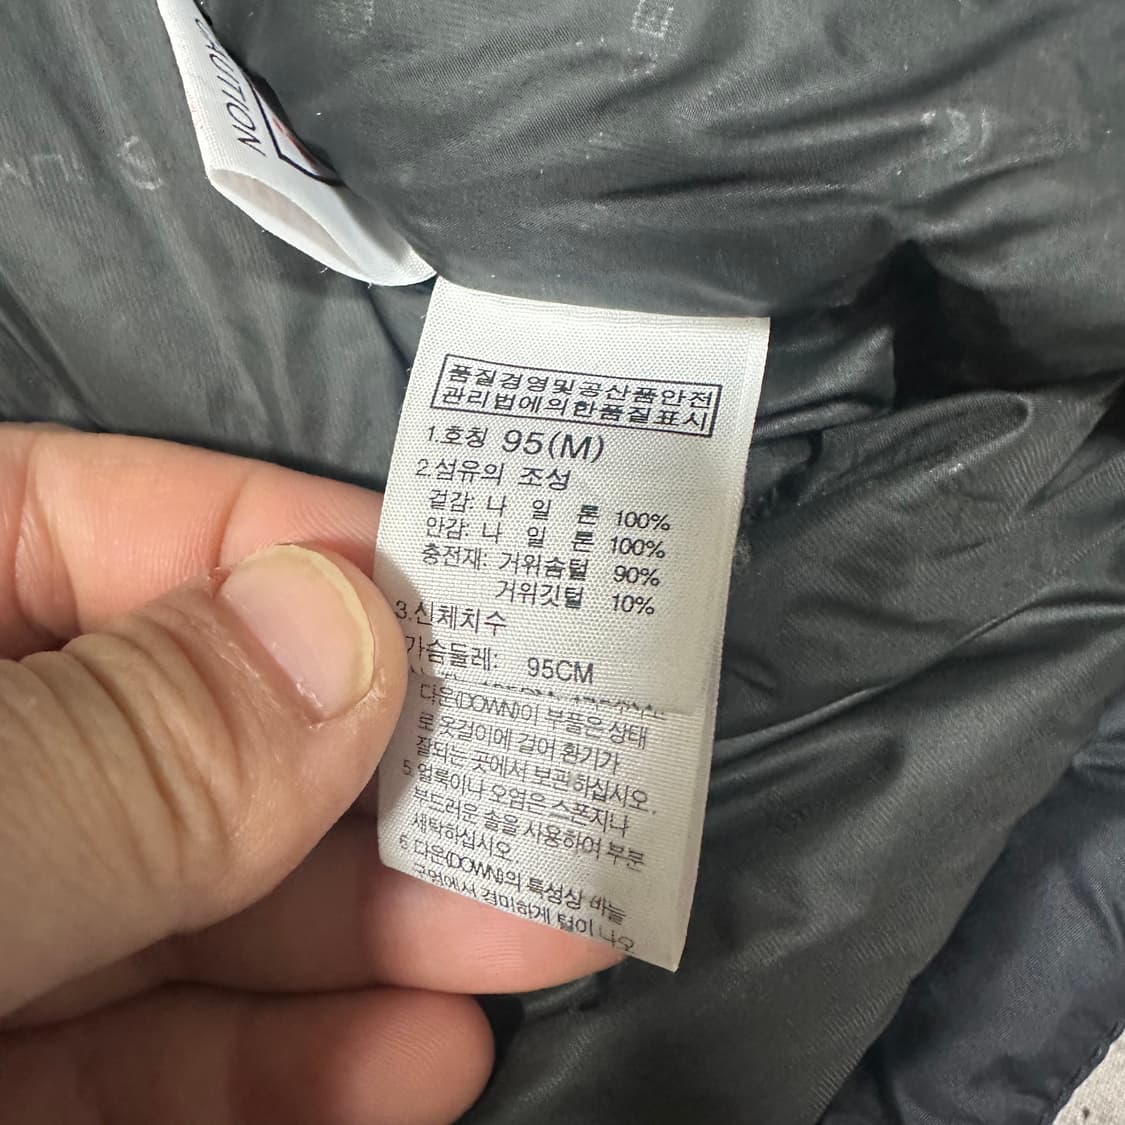 CAUTION
품질경영및공산품안전
관리법에의한품질표시
1.호칭 95(M)
2.섬유의 조성
겉감: 나 일 론 100%
안감: 나 일 론 100%
충전재: 거위솜털 90%
거위깃털 10%
3.신체치수
가슴둘레: 95CM
다운(DOWN)이 부품은 상태
로 옷걸이에 걸어 환기가
잘되는 곳에서 보관하십시오.
5.얼룩이나 오염은 스폰지나
부드러운 솔을 사용하여 부분
세탁하십시오.
6.다운(DOWN)의 특성상 바늘
구멍에서 경미하게 털이 나오